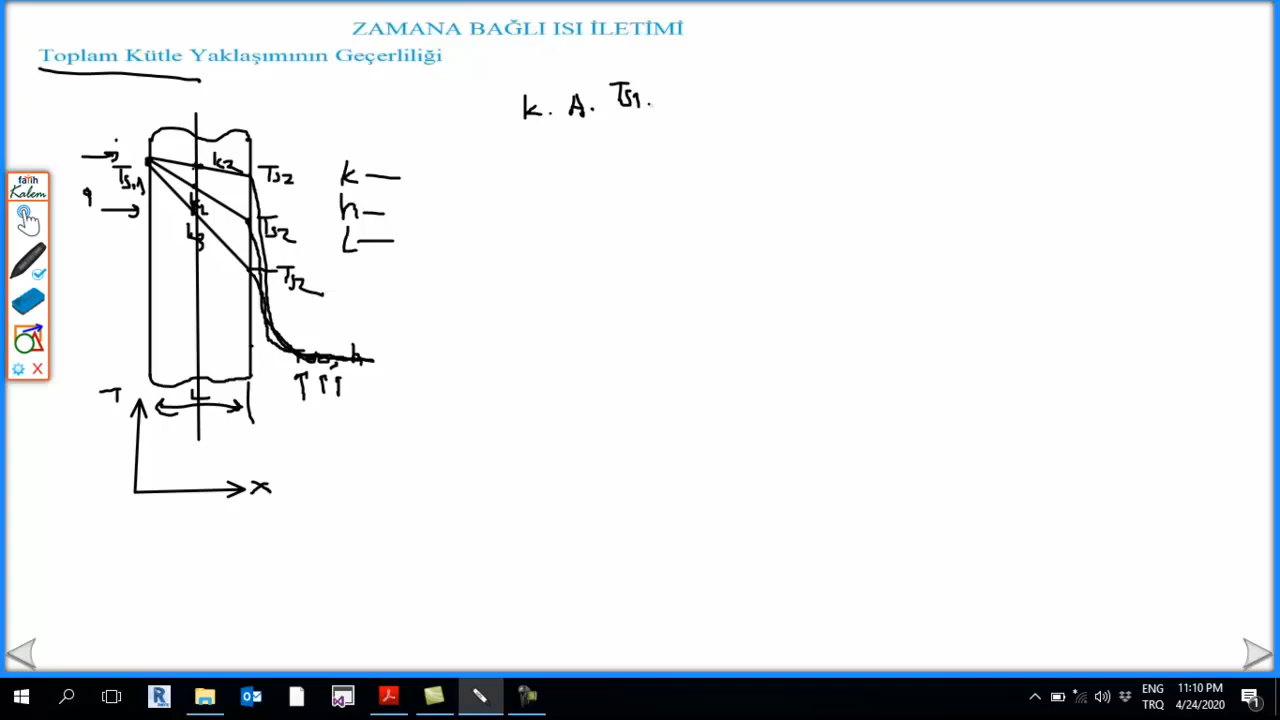 ZAMANA BAĞLI ISI İLETİMİ
Toplam Kütle Yaklaşımının Geçerliliği
k. A. Ts1.
k2
Ts,1
Ts2
k
q
h
Ts2
L
Ts2
T∞, h
T
L
x
fatih
Kalem
ENG
11:10 PM
TRQ
4/24/2020
1